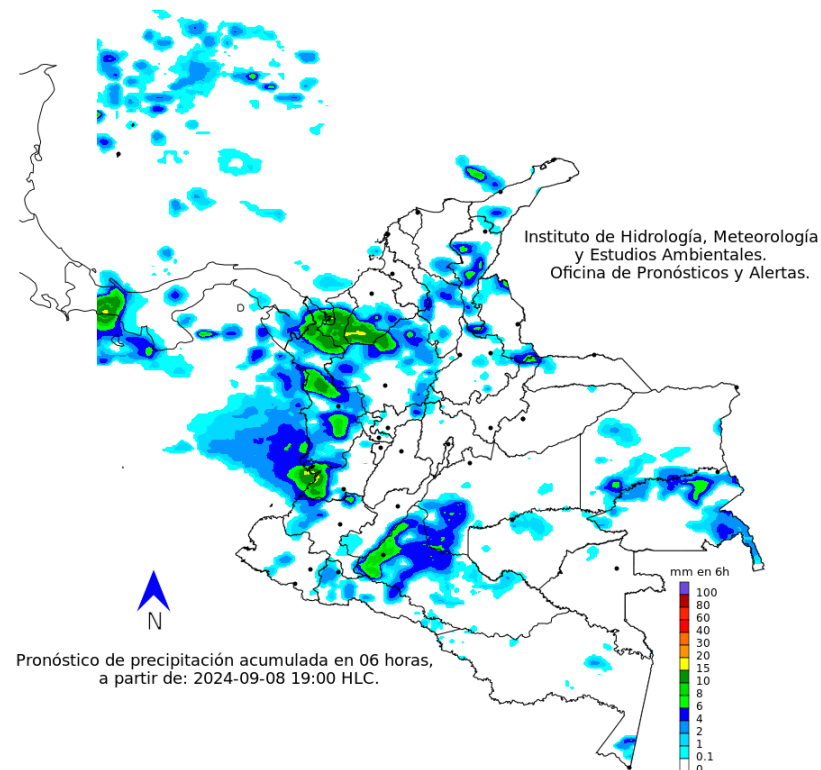 Instituto de Hidrología, Meteorología
y Estudios Ambientales.
Oficina de Pronósticos y Alertas.
mm en 6h
100
80
60
40
30
20
15
10
8
6
4
2
1
0.1
0
N
Pronóstico de precipitación acumulada en 06 horas,
a partir de: 2024-09-08 19:00 HLC.